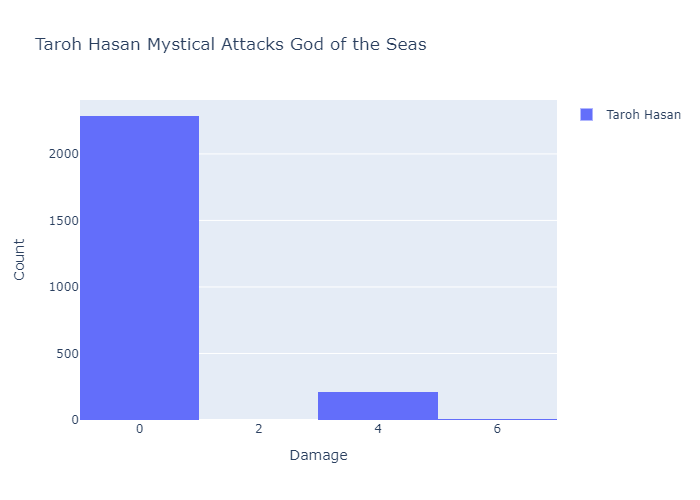 Taroh Hasan Mystical Attacks God of the Seas
Taroh Hasan
Count
2000
1500
1000
500
0
0 2 4 6
Damage